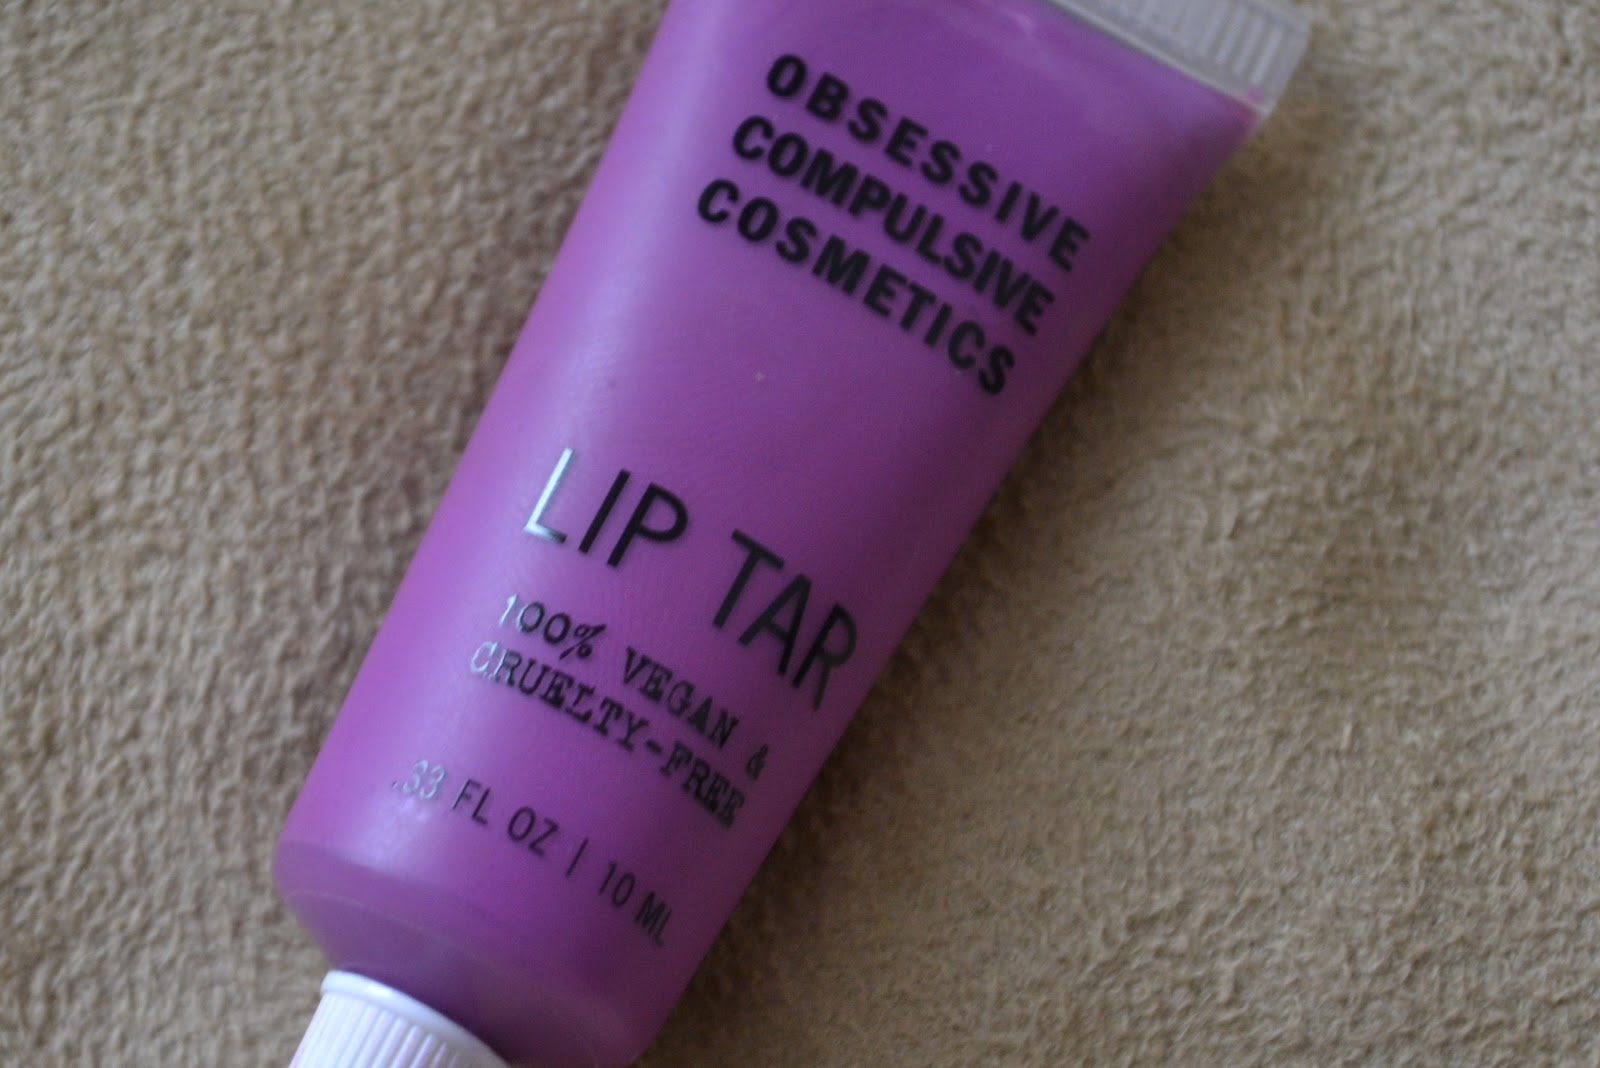 OBSESSIVE
COMPULSIVE
COSMETICS
LIP TAR
100% VEGAN &
CRUELTY-FREE
.33 FL OZ | 10 ML